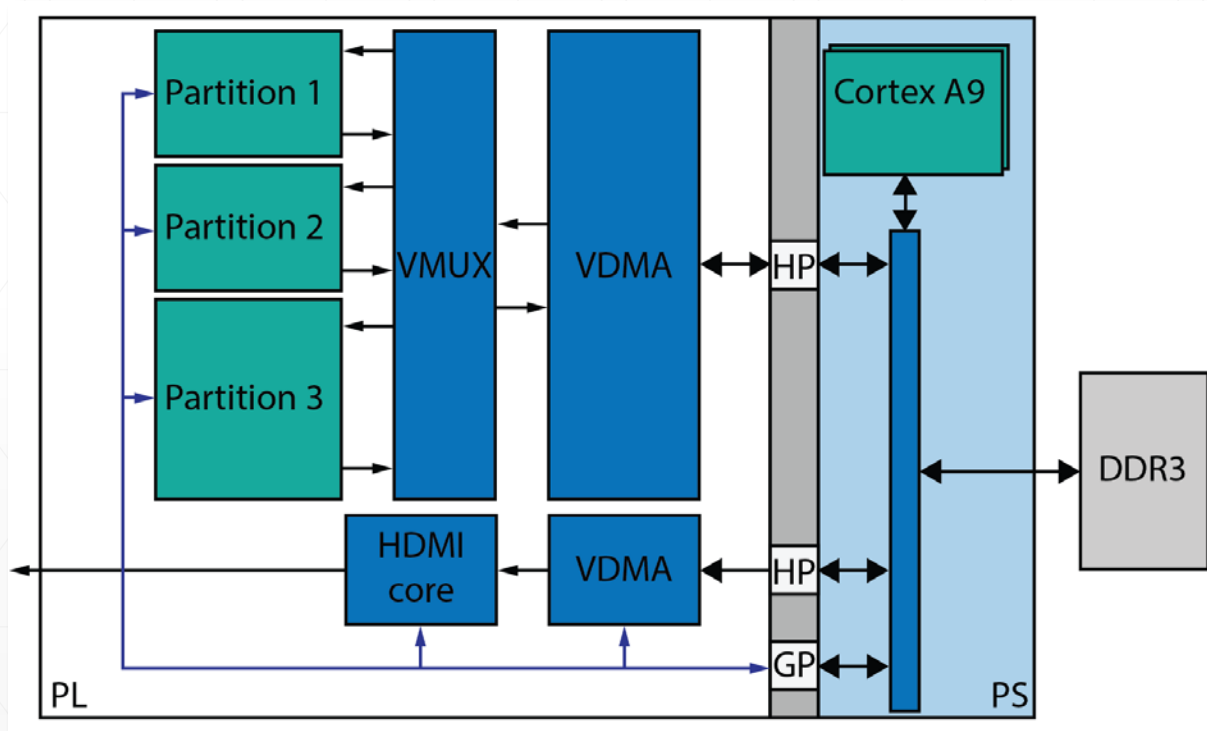 Partition 1
Cortex A9
Partition 2
VMUX
VDMA
HP
Partition 3
DDR3
HDMI
core
VDMA
HP
GP
PL
PS